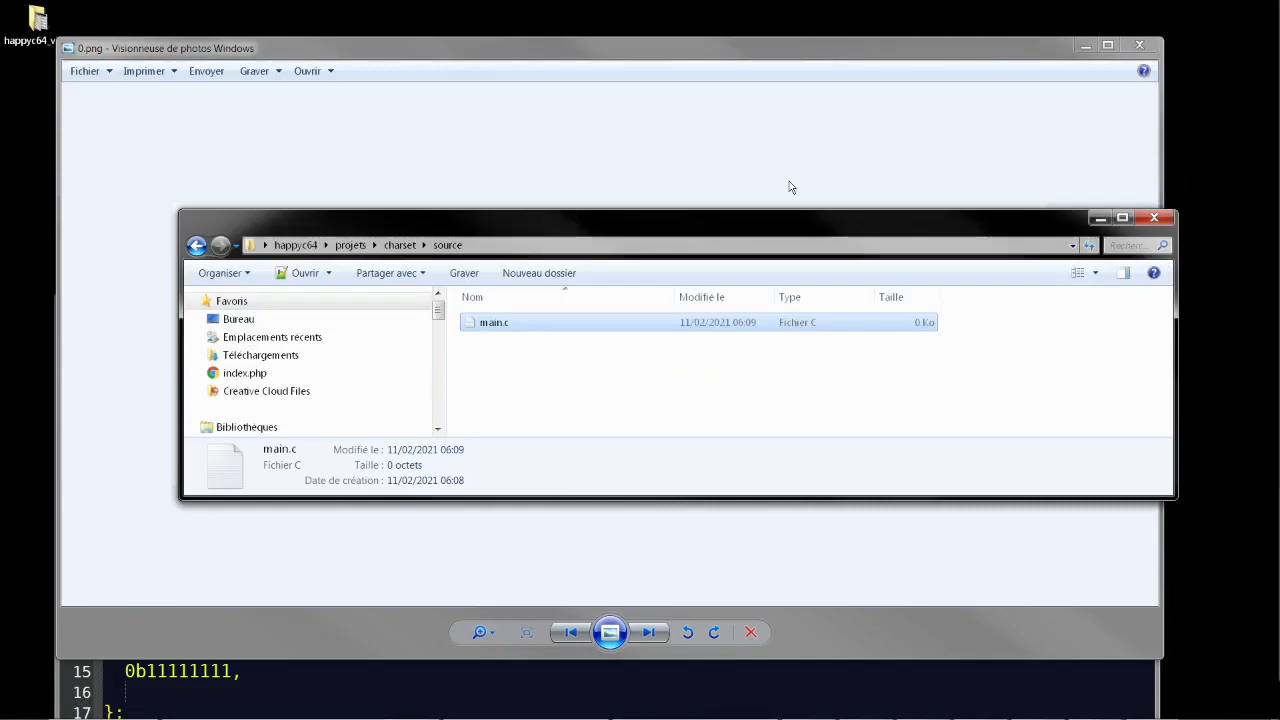 happyc64_v
0.png - Visionneuse de photos Windows
Fichier Imprimer Envoyer Graver Ouvrir
happyc64 projets charset source
Recherc...
Organiser Ouvrir Partager avec Graver Nouveau dossier
Nom Modifié le Type Taille
Favoris
main.c 11/02/2021 06:09 Fichier C 0 Ko
Bureau
Emplacements récents
Téléchargements
index.php
Creative Cloud Files
Bibliothèques
main.c Modifié le : 11/02/2021 06:09
Fichier C Taille : 0 octets
Date de création : 11/02/2021 06:08
15 0b11111111,
16
17 };